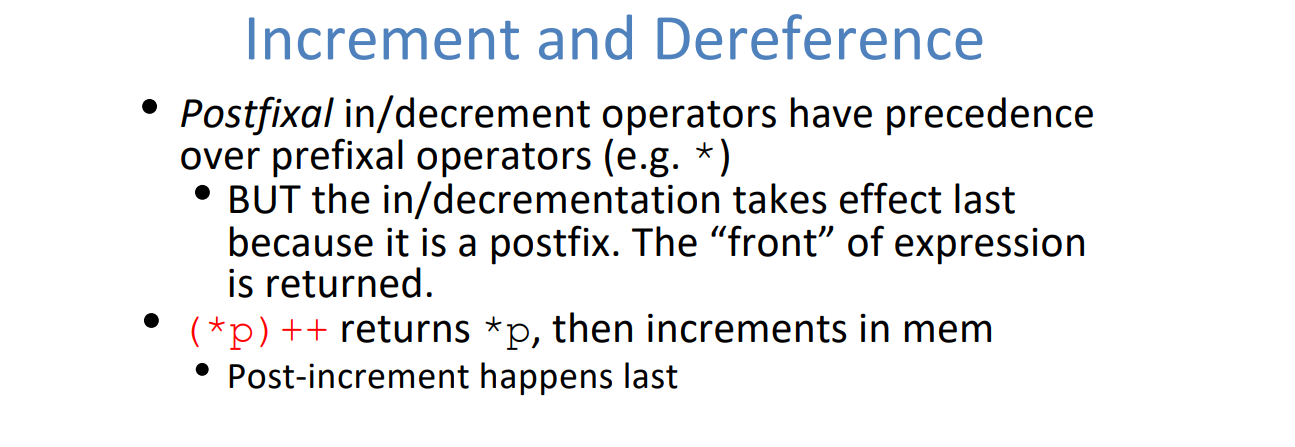 Increment and Dereference
• Postfixal in/decrement operators have precedence
over prefixal operators (e.g. *)
• BUT the in/decrementation takes effect last
because it is a postfix. The “front” of expression
is returned.
• (*p)++ returns *p, then increments in mem
• Post-increment happens last